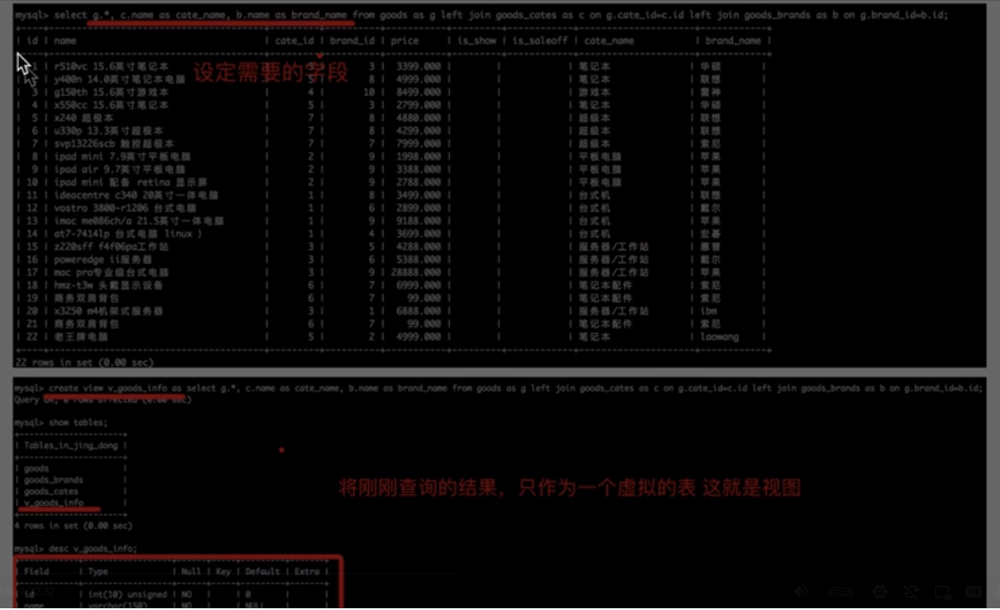 mysql> select g.*, c.name as cate_name, b.name as brand_name from goods as g left join goods_cates as c on g.cate_id=c.id left join goods_brands as b on g.brand_id=b.id;
| id | name | cate_id | brand_id | price | is_show | is_saleoff | cate_name | brand_name |
设定需要的字段
| 1 | r510vc 15.6英寸笔记本 | | 3 | 3399.000 | | | 笔记本 | 华硕 |
| | y400n 14.0英寸笔记本电脑 | 5 | 8 | 4999.000 | | | 笔记本 | 联想 |
| 3 | g150th 15.6英寸游戏本 | 4 | 10 | 8499.000 | | | 游戏本 | 雷神 |
| 4 | x550cc 15.6英寸笔记本 | 5 | 3 | 2799.000 | | | 笔记本 | 华硕 |
| 5 | x240 超极本 | 7 | 8 | 4880.000 | | | 超级本 | 联想 |
| 6 | u330p 13.3英寸超极本 | 7 | 8 | 4299.000 | | | 超级本 | 联想 |
| 7 | svp13226scb 触控超极本 | 7 | 7 | 7999.000 | | | 超级本 | 索尼 |
| 8 | ipad mini 7.9英寸平板电脑 | 2 | 9 | 1998.000 | | | 平板电脑 | 苹果 |
| 9 | ipad air 9.7英寸平板电脑 | 2 | 9 | 3388.000 | | | 平板电脑 | 苹果 |
| 10 | ipad mini 配备 retina 显示屏 | 2 | 9 | 2788.000 | | | 平板电脑 | 苹果 |
| 11 | ideacentre c340 20英寸一体电脑 | 1 | 8 | 3499.000 | | | 台式机 | 联想 |
| 12 | vostro 3800-r1206 台式电脑 | 1 | 6 | 2899.000 | | | 台式机 | 戴尔 |
| 13 | imac me086ch/a 21.5英寸一体电脑 | 1 | 9 | 9188.000 | | | 台式机 | 苹果 |
| 14 | at7-7414lp 台式电脑 linux ) | 1 | 4 | 3699.000 | | | 台式机 | 宏碁 |
| 15 | z220sff f4f06pa工作站 | 3 | 5 | 4288.000 | | | 服务器/工作站 | 惠普 |
| 16 | poweredge ii服务器 | 3 | 6 | 5388.000 | | | 服务器/工作站 | 戴尔 |
| 17 | mac pro专业级台式电脑 | 3 | 9 | 28888.000 | | | 服务器/工作站 | 苹果 |
| 18 | hmz-t3w 头戴显示设备 | 6 | 7 | 6999.000 | | | 笔记本配件 | 索尼 |
| 19 | 商务双肩背包 | 6 | 7 | 99.000 | | | 笔记本配件 | 索尼 |
| 20 | x3250 m4机架式服务器 | 3 | 1 | 6888.000 | | | 服务器/工作站 | ibm |
| 21 | 商务双肩背包 | 6 | 7 | 99.000 | | | 笔记本配件 | 索尼 |
| 22 | 老王牌电脑 | 5 | 2 | 4999.000 | | | 笔记本 | laowang |
22 rows in set (0.00 sec)
mysql> create view v_goods_info as select g.*, c.name as cate_name, b.name as brand_name from goods as g left join goods_cates as c on g.cate_id=c.id left join goods_brands as b on g.brand_id=b.id;
Query OK, 0 rows affected (0.00 sec)
mysql> show tables;
| Tables_in_jing_dong |
| goods |
| goods_brands |
| goods_cates |
| v_goods_info |
将刚刚查询的结果，只作为一个虚拟的表 这就是视图
4 rows in set (0.00 sec)
mysql> desc v_goods_info;
| Field | Type | Null | Key | Default | Extra |
| id | int(10) unsigned | NO | | 0 |
| name | varchar(150) | NO | | NULL |
自动